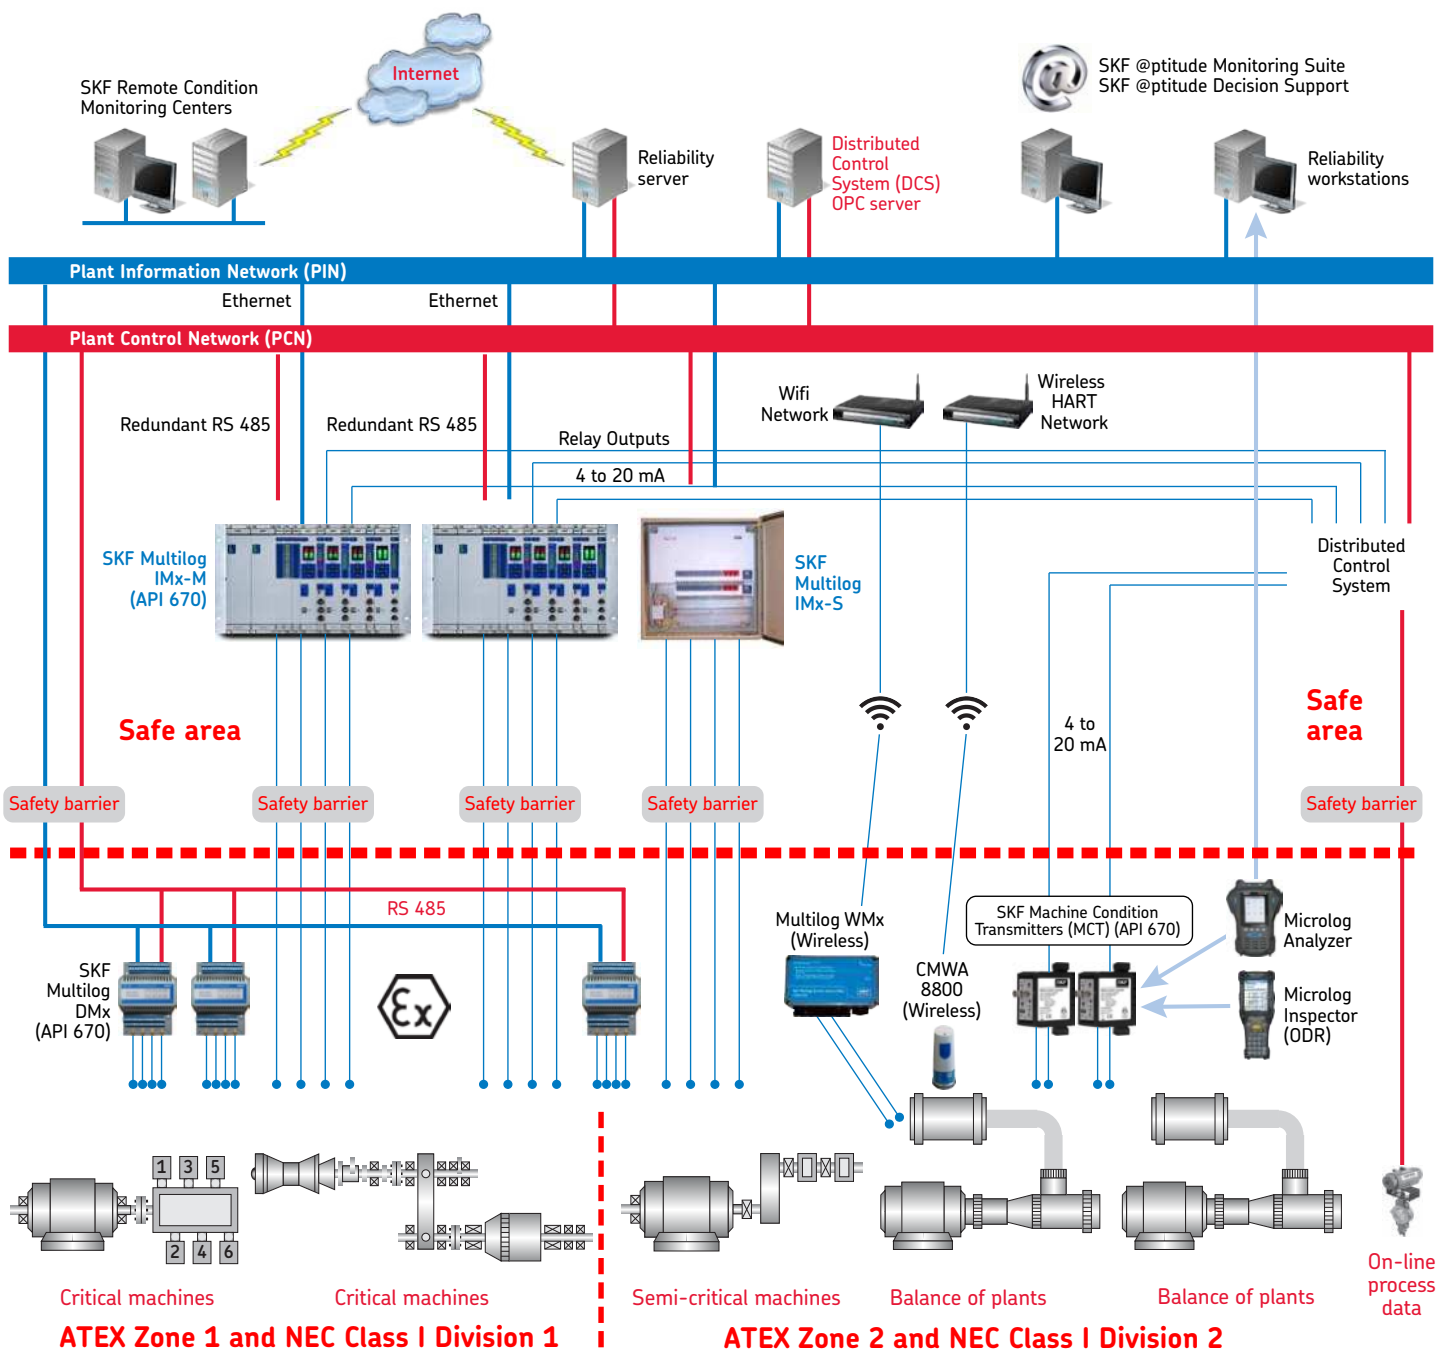 Internet
SKF Remote Condition
Monitoring Centers
SKF @ptitude Monitoring Suite
SKF @ptitude Decision Support
Reliability
server
Distributed
Control
System (DCS)
OPC server
Reliability
workstations
Plant Information Network (PIN)
Ethernet
Ethernet
Plant Control Network (PCN)
Redundant RS 485
Redundant RS 485
Relay Outputs
4 to 20 mA
Wifi
Network
Wireless
HART
Network
SKF Multilog
IMx-M
(API 670)
SKF
Multilog
IMx-S
Distributed
Control
System
Safe area
4 to
20 mA
Safe
area
Safety barrier
Safety barrier
Safety barrier
Safety barrier
Safety barrier
RS 485
SKF
Multilog
DMx
(API 670)
Ex
Multilog WMx
(Wireless)
CMWA
8800
(Wireless)
SKF Machine Condition
Transmitters (MCT) (API 670)
Microlog
Analyzer
Microlog
Inspector
(ODR)
1 3 5
2 4 6
Critical machines
Critical machines
Semi-critical machines
Balance of plants
Balance of plants
On-line
process
data
ATEX Zone 1 and NEC Class I Division 1
ATEX Zone 2 and NEC Class I Division 2